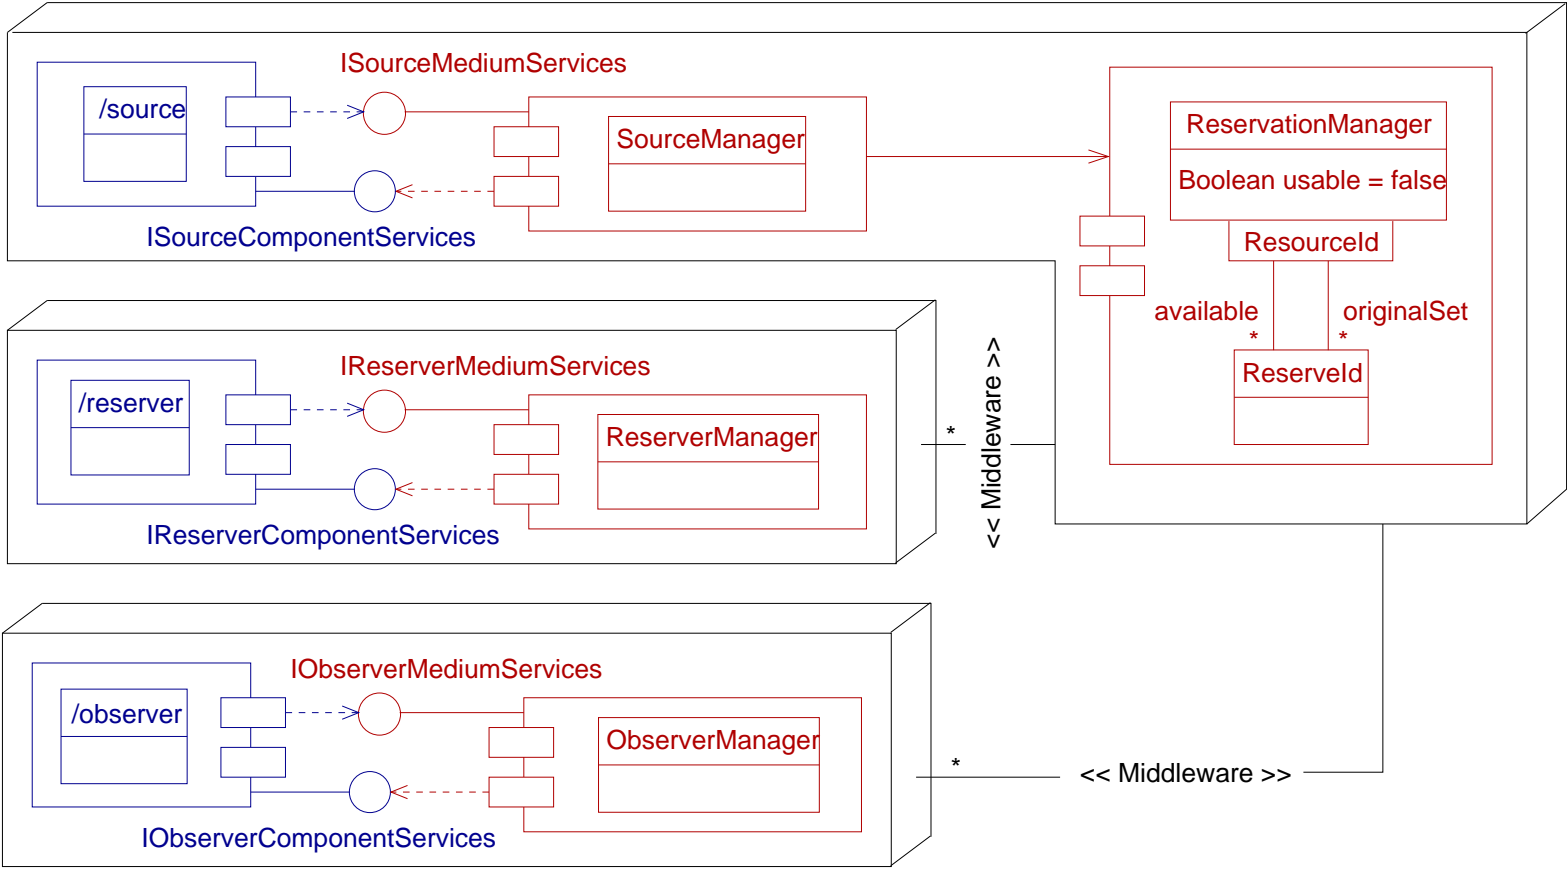 ISourceMediumServices
/source
SourceManager
ISourceComponentServices
ReservationManager
Boolean usable = false
ResourceId
available
originalSet
*
*
ReserveId
IReserverMediumServices
/reserver
ReserverManager
IReserverComponentServices
*
<< Middleware >>
IObserverMediumServices
/observer
ObserverManager
IObserverComponentServices
*
<< Middleware >>